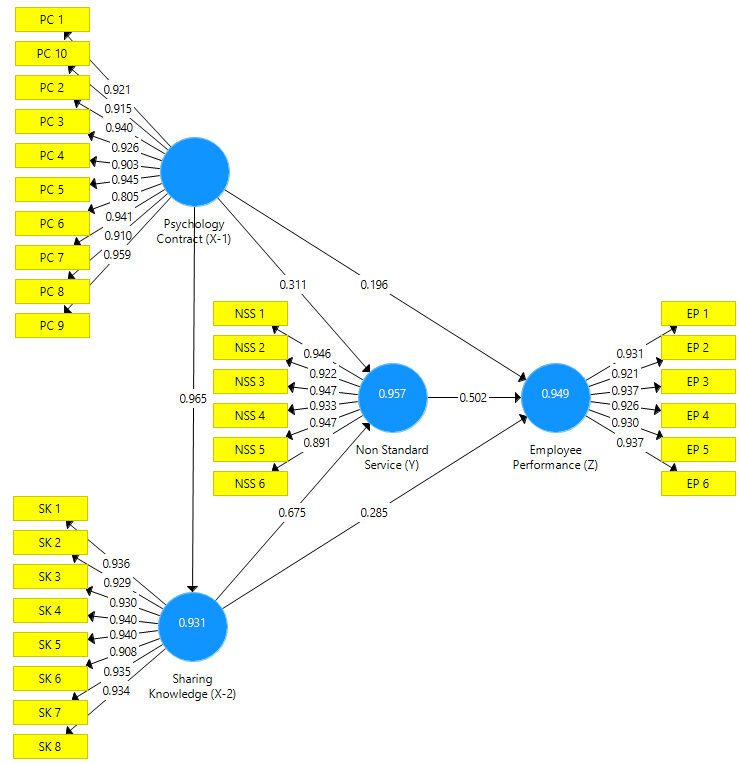 PC 1
PC 10
PC 2
PC 3
PC 4
PC 5
PC 6
PC 7
PC 8
PC 9
0.921
0.915
0.940
0.926
0.903
0.945
0.805
0.941
0.910
0.959
Psychology
Contract (X-1)
0.311
0.196
0.965
NSS 1
NSS 2
NSS 3
NSS 4
NSS 5
NSS 6
0.946
0.922
0.947
0.933
0.947
0.891
0.957
Non Standard
Service (Y)
0.502
0.949
Employee
Performance (Z)
0.931
0.921
0.937
0.926
0.930
0.937
EP 1
EP 2
EP 3
EP 4
EP 5
EP 6
0.675
0.285
SK 1
SK 2
SK 3
SK 4
SK 5
SK 6
SK 7
SK 8
0.936
0.929
0.930
0.940
0.940
0.908
0.935
0.934
0.931
Sharing
Knowledge (X-2)